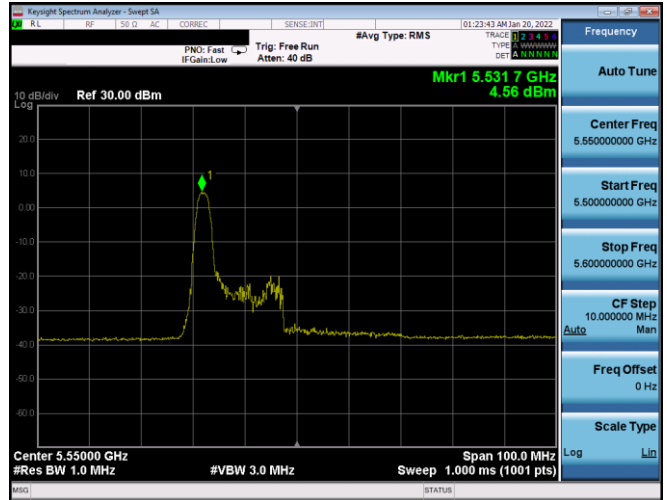 Keysight Spectrum Analyzer - Swept SA
RL RF 50 Ω AC CORREC SENSE:INT 01:23:43 AM Jan 20, 2022
#Avg Type: RMS
TRACE 1 2 3 4 5 6
TYPE A WWWWW
DET A N N N N N
PNO: Fast
IFGain:Low
Trig: Free Run
Atten: 40 dB
Mkr1 5.531 7 GHz
4.56 dBm
10 dB/div Ref 30.00 dBm
Log
20.0
10.0
0.00
-10.0
-20.0
-30.0
-40.0
-50.0
-60.0
1
Center 5.55000 GHz
#Res BW 1.0 MHz
#VBW 3.0 MHz
Span 100.0 MHz
Sweep 1.000 ms (1001 pts)
MSG
STATUS
Frequency
Auto Tune
Center Freq
5.550000000 GHz
Start Freq
5.500000000 GHz
Stop Freq
5.600000000 GHz
CF Step
10.000000 MHz
Auto Man
Freq Offset
0 Hz
Scale Type
Log Lin